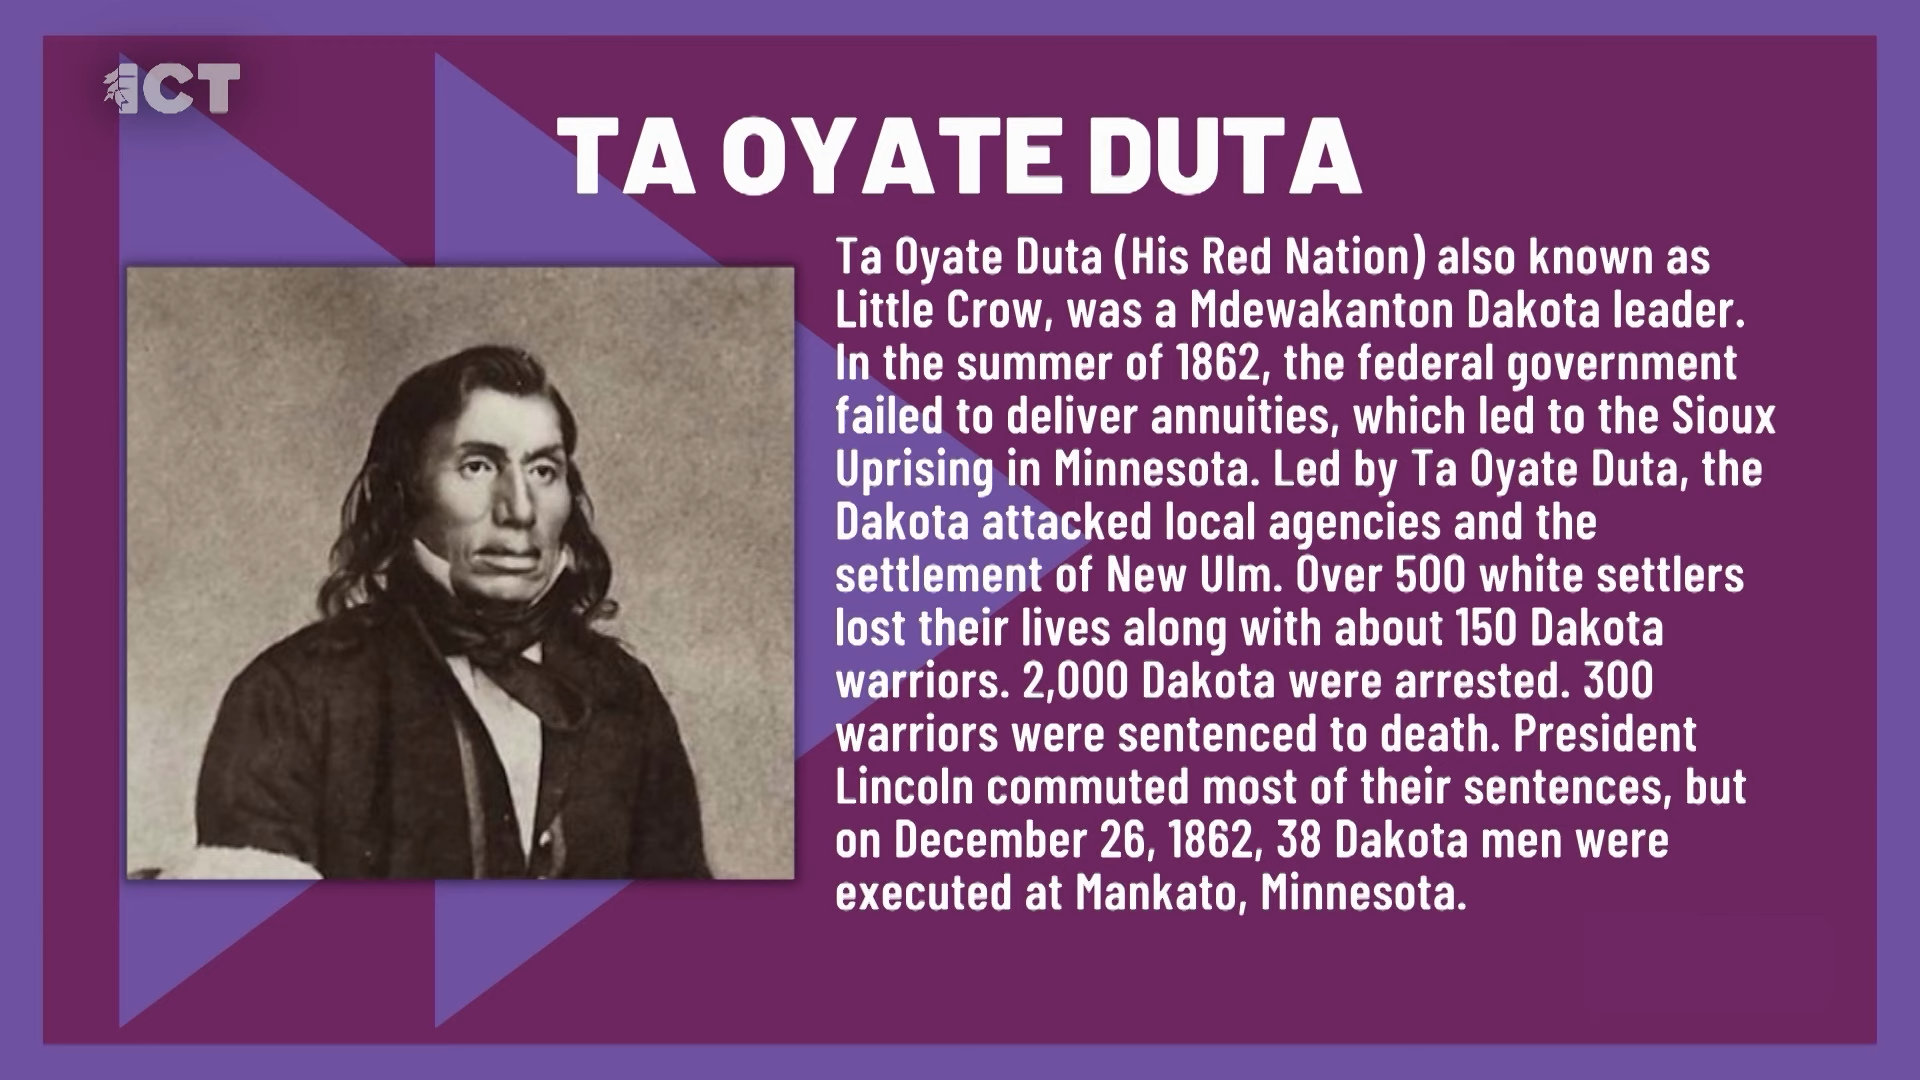 ICT
TA OYATE DUTA
Ta Oyate Duta (His Red Nation) also known as
Little Crow, was a Mdewakanton Dakota leader.
In the summer of 1862, the federal government
failed to deliver annuities, which led to the Sioux
Uprising in Minnesota. Led by Ta Oyate Duta, the
Dakota attacked local agencies and the
settlement of New Ulm. Over 500 white settlers
lost their lives along with about 150 Dakota
warriors. 2,000 Dakota were arrested. 300
warriors were sentenced to death. President
Lincoln commuted most of their sentences, but
on December 26, 1862, 38 Dakota men were
executed at Mankato, Minnesota.